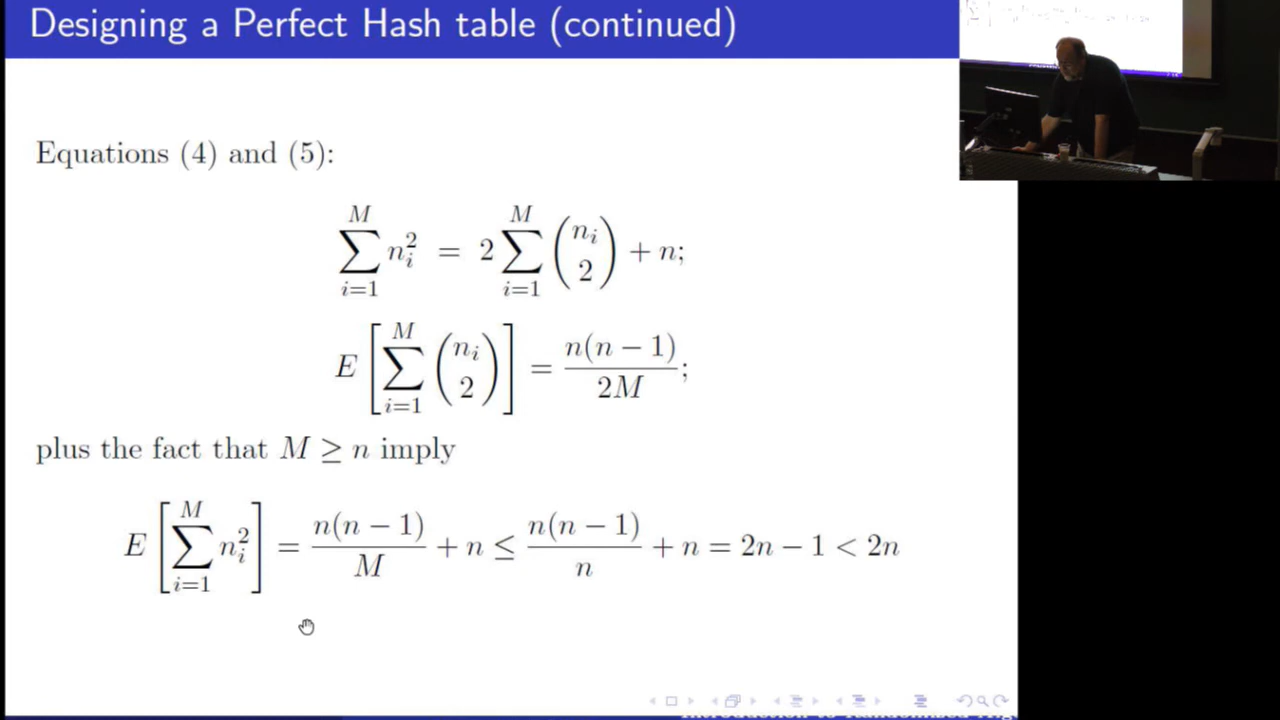 Designing a Perfect Hash table (continued)
Equations (4) and (5):
\sum_{i=1}^{M} n_i^2 = 2 \sum_{i=1}^{M} \binom{n_i}{2} + n;
E\left[\sum_{i=1}^{M} \binom{n_i}{2}\right] = \frac{n(n-1)}{2M};
plus the fact that M ≥ n imply
E\left[\sum_{i=1}^{M} n_i^2\right] = \frac{n(n-1)}{M} + n ≤ \frac{n(n-1)}{n} + n = 2n − 1 < 2n